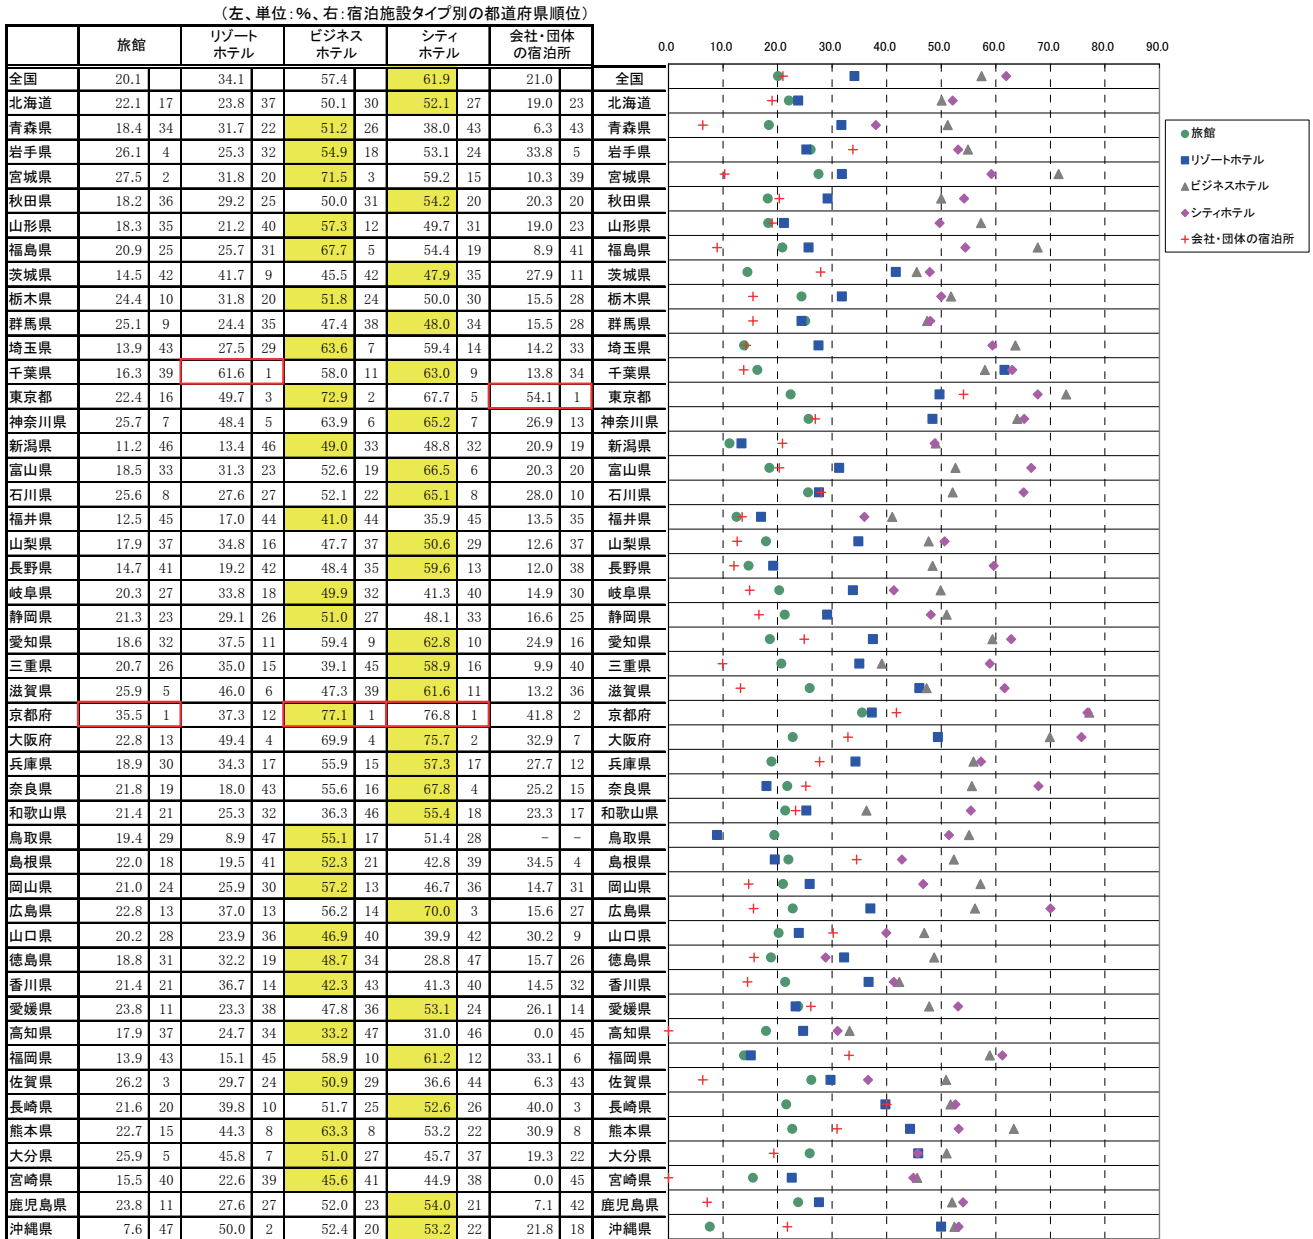 (左、単位:%、右:宿泊施設タイプ別の都道府県順位)
旅館 リゾートホテル ビジネスホテル シティホテル 会社・団体の宿泊所
0.0 10.0 20.0 30.0 40.0 50.0 60.0 70.0 80.0 90.0
全国 20.1 34.1 57.4 61.9 21.0 全国
北海道 22.1 17 23.8 37 50.1 30 52.1 27 19.0 23 北海道
青森県 18.4 34 31.7 22 51.2 26 38.0 43 6.3 43 青森県
岩手県 26.1 4 25.3 32 54.9 18 53.1 24 33.8 5 岩手県
宮城県 27.5 2 31.8 20 71.5 3 59.2 15 10.3 39 宮城県
秋田県 18.2 36 29.2 25 50.0 31 54.2 20 20.3 20 秋田県
山形県 18.3 35 21.2 40 57.3 12 49.7 31 19.0 23 山形県
福島県 20.9 25 25.7 31 67.7 5 54.4 19 8.9 41 福島県
茨城県 14.5 42 41.7 9 45.5 42 47.9 35 27.9 11 茨城県
栃木県 24.4 10 31.8 20 51.8 24 50.0 30 15.5 28 栃木県
群馬県 25.1 9 24.4 35 47.4 38 48.0 34 15.5 28 群馬県
埼玉県 13.9 43 27.5 29 63.6 7 59.4 14 14.2 33 埼玉県
千葉県 16.3 39 61.6 1 58.0 11 63.0 9 13.8 34 千葉県
東京都 22.4 16 49.7 3 72.9 2 67.7 5 54.1 1 東京都
神奈川県 25.7 7 48.4 5 63.9 6 65.2 7 26.9 13 神奈川県
新潟県 11.2 46 13.4 46 49.0 33 48.8 32 20.9 19 新潟県
富山県 18.5 33 31.3 23 52.6 19 66.5 6 20.3 20 富山県
石川県 25.6 8 27.6 27 52.1 22 65.1 8 28.0 10 石川県
福井県 12.5 45 17.0 44 41.0 44 35.9 45 13.5 35 福井県
山梨県 17.9 37 34.8 16 47.7 37 50.6 29 12.6 37 山梨県
長野県 14.7 41 19.2 42 48.4 35 59.6 13 12.0 38 長野県
岐阜県 20.3 27 33.8 18 49.9 32 41.3 40 14.9 30 岐阜県
静岡県 21.3 23 29.1 26 51.0 27 48.1 33 16.6 25 静岡県
愛知県 18.6 32 37.5 11 59.4 9 62.8 10 24.9 16 愛知県
三重県 20.7 26 35.0 15 39.1 45 58.9 16 9.9 40 三重県
滋賀県 25.9 5 46.0 6 47.3 39 61.6 11 13.2 36 滋賀県
京都府 35.5 1 37.3 12 77.1 1 76.8 1 41.8 2 京都府
大阪府 22.8 13 49.4 4 69.9 4 75.7 2 32.9 7 大阪府
兵庫県 18.9 30 34.3 17 55.9 15 57.3 17 27.7 12 兵庫県
奈良県 21.8 19 18.0 43 55.6 16 67.8 4 25.2 15 奈良県
和歌山県 21.4 21 25.3 32 36.3 46 55.4 18 23.3 17 和歌山県
鳥取県 19.4 29 8.9 47 55.1 17 51.4 28 - - 鳥取県
島根県 22.0 18 19.5 41 52.3 21 42.8 39 34.5 4 島根県
岡山県 21.0 24 25.9 30 57.2 13 46.7 36 14.7 31 岡山県
広島県 22.8 13 37.0 13 56.2 14 70.0 3 15.6 27 広島県
山口県 20.2 28 23.9 36 46.9 40 39.9 42 30.2 9 山口県
徳島県 18.8 31 32.2 19 48.7 34 28.8 47 15.7 26 徳島県
香川県 21.4 21 36.7 14 42.3 43 41.3 40 14.5 32 香川県
愛媛県 23.8 11 23.3 38 47.8 36 53.1 24 26.1 14 愛媛県
高知県 17.9 37 24.7 34 33.2 47 31.0 46 0.0 45 高知県
福岡県 13.9 43 15.1 45 58.9 10 61.2 12 33.1 6 福岡県
佐賀県 26.2 3 29.7 24 50.9 29 36.6 44 6.3 43 佐賀県
長崎県 21.6 20 39.8 10 51.7 25 52.6 26 40.0 3 長崎県
熊本県 22.7 15 44.3 8 63.3 8 53.2 22 30.9 8 熊本県
大分県 25.9 5 45.8 7 51.0 27 45.7 37 19.3 22 大分県
宮崎県 15.5 40 22.6 39 45.6 41 44.9 38 0.0 45 宮崎県
鹿児島県 23.8 11 27.6 27 52.0 23 54.0 21 7.1 42 鹿児島県
沖縄県 7.6 47 50.0 2 52.4 20 53.2 22 21.8 18 沖縄県
旅館
リゾートホテル
ビジネスホテル
シティホテル
会社・団体の宿泊所